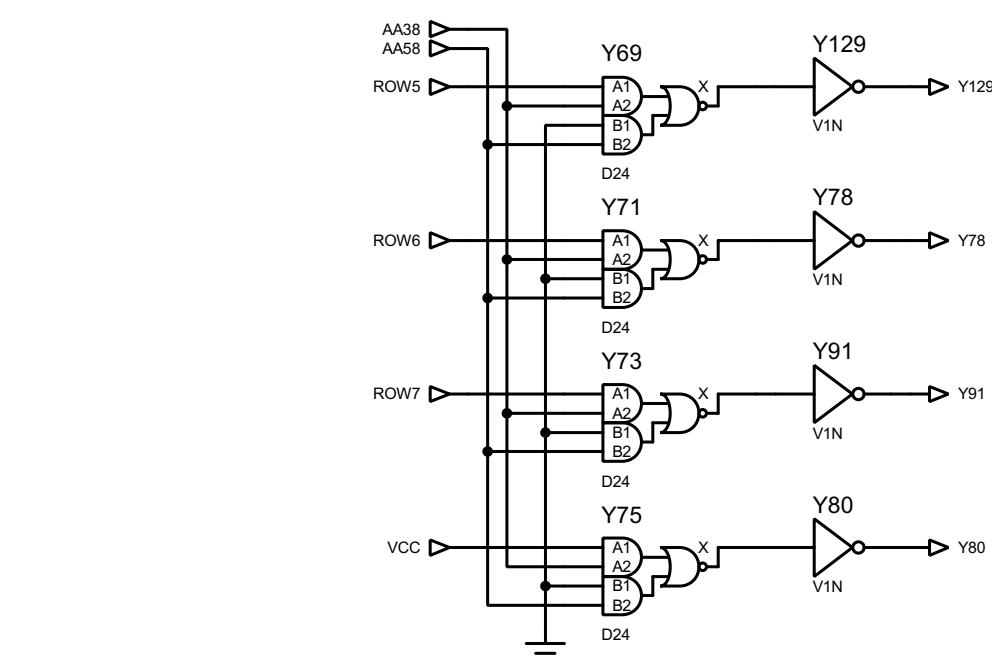 AA38
AA58
Y69
Y129
ROW5
A1
X
Y129
A2
B1
V1N
B2
D24
Y71
Y78
ROW6
A1
X
Y78
A2
B1
V1N
B2
D24
Y73
Y91
ROW7
A1
X
Y91
A2
B1
V1N
B2
D24
Y75
Y80
VCC
A1
X
Y80
A2
B1
V1N
B2
D24